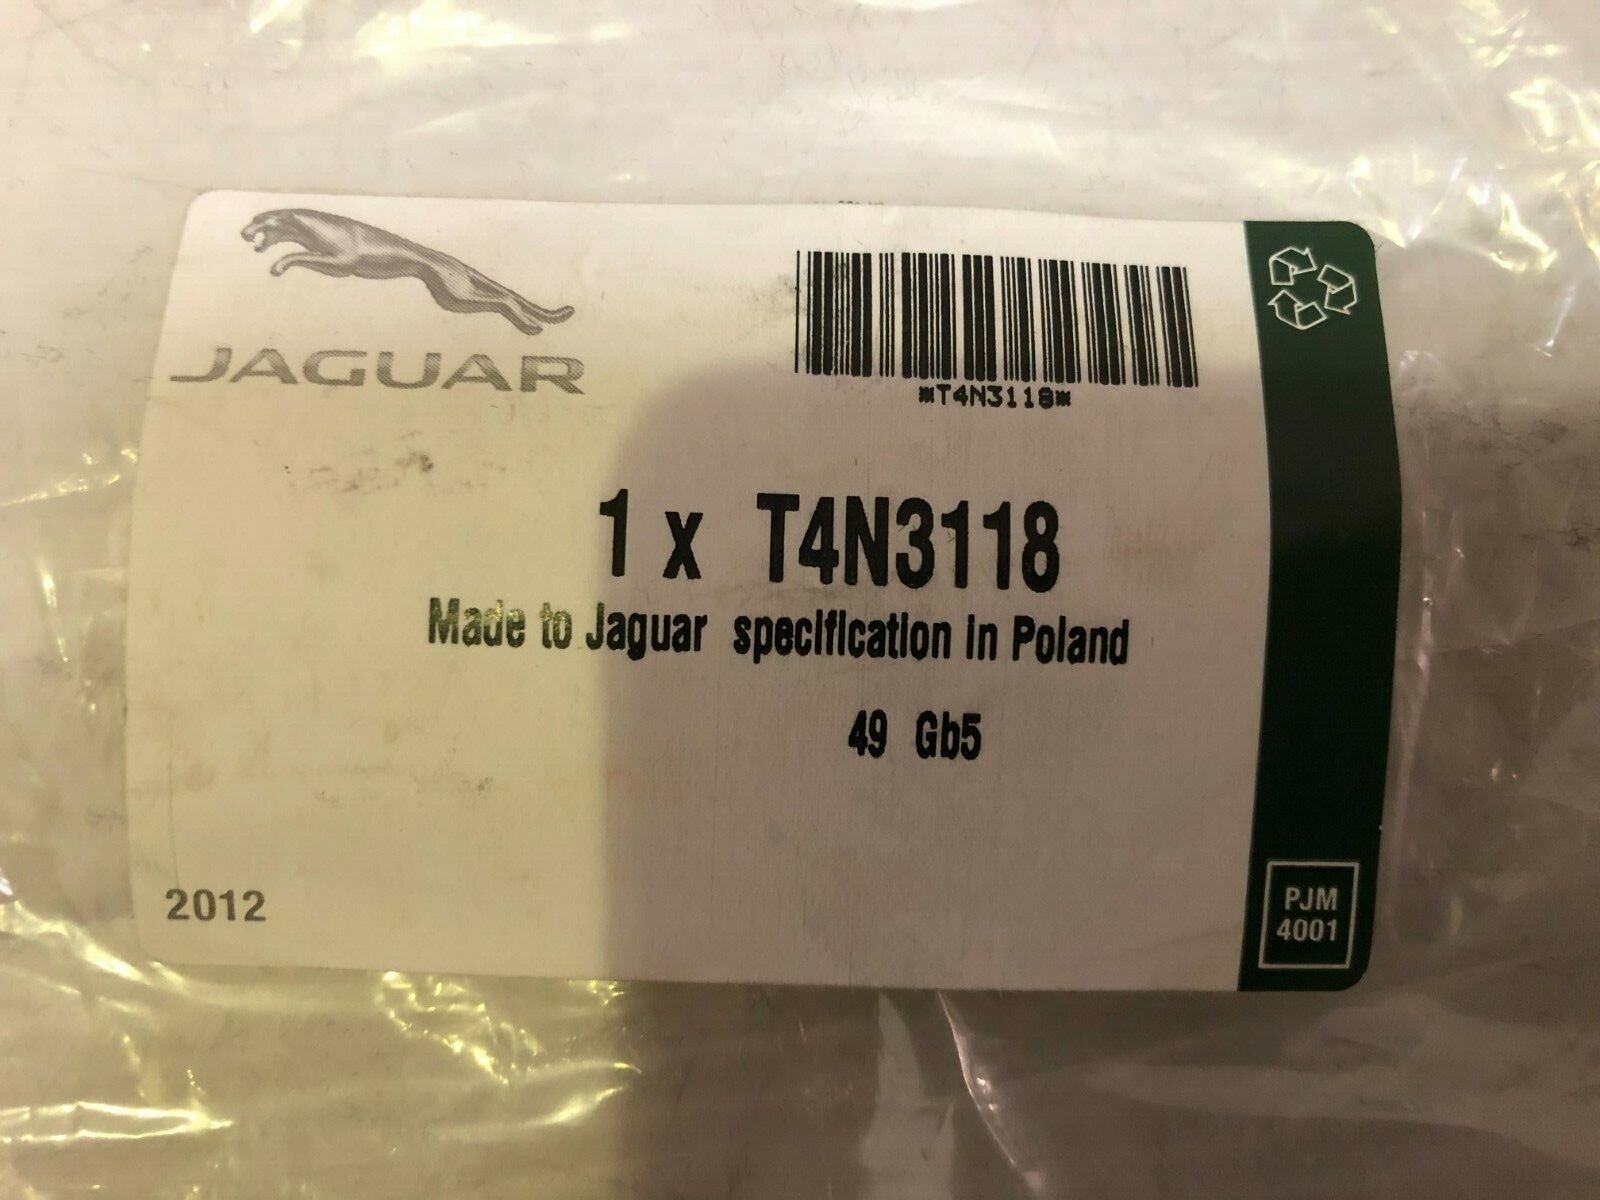 JAGUAR
*T4N3118*
1 x T4N3118
Made to Jaguar specification in Poland
49 Gb5
2012
PJM
4001